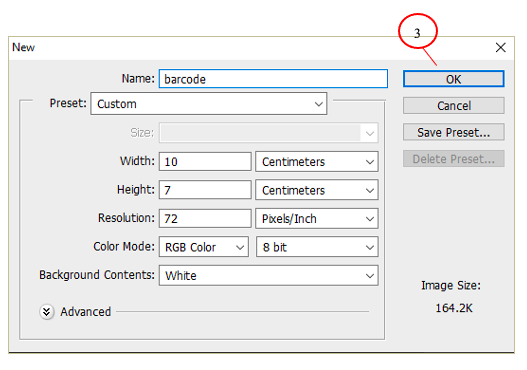 3
New
Name: barcode
OK
Preset: Custom
Cancel
Size:
Save Preset...
Width: 10 Centimeters
Delete Preset...
Height: 7 Centimeters
Resolution: 72 Pixels/Inch
Color Mode: RGB Color 8 bit
Background Contents: White
Image Size:
164.2K
Advanced